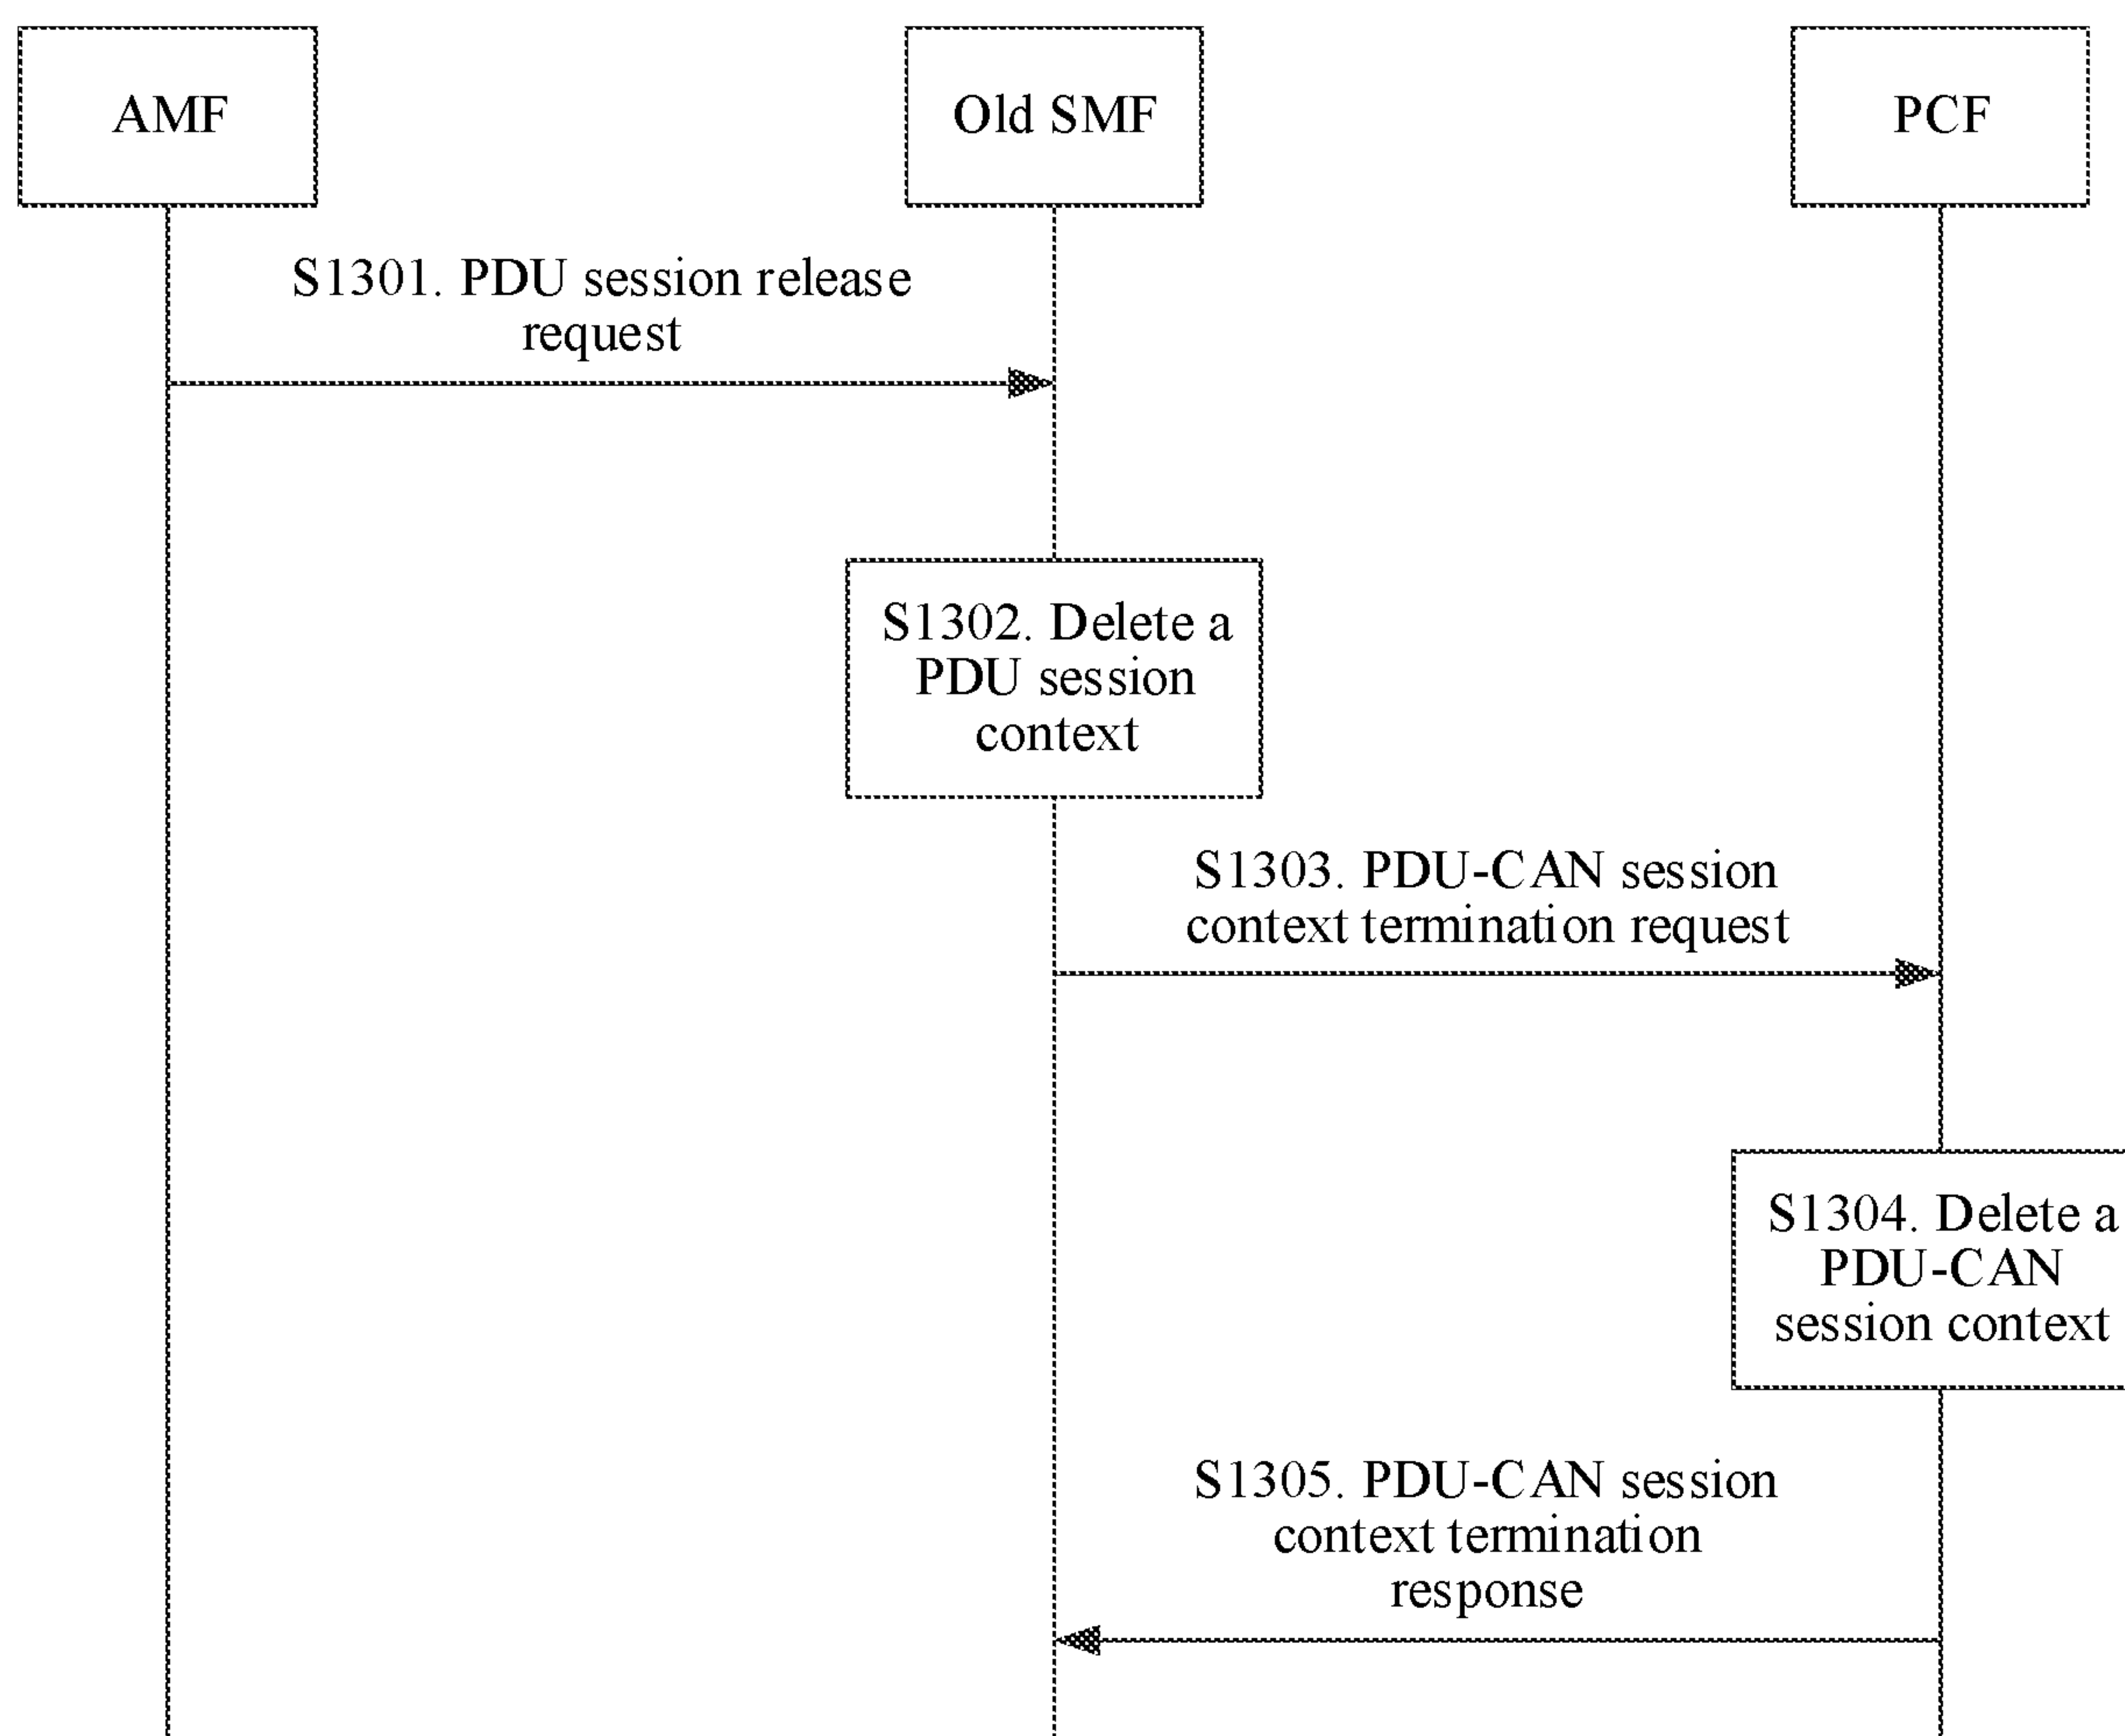 AMF
Old SMF
PCF
S1301. PDU session release
request
S1302. Delete a
PDU session
context
S1303. PDU-CAN session
context termination request
S1304. Delete a
PDU-CAN
session context
S1305. PDU-CAN session
context termination
response